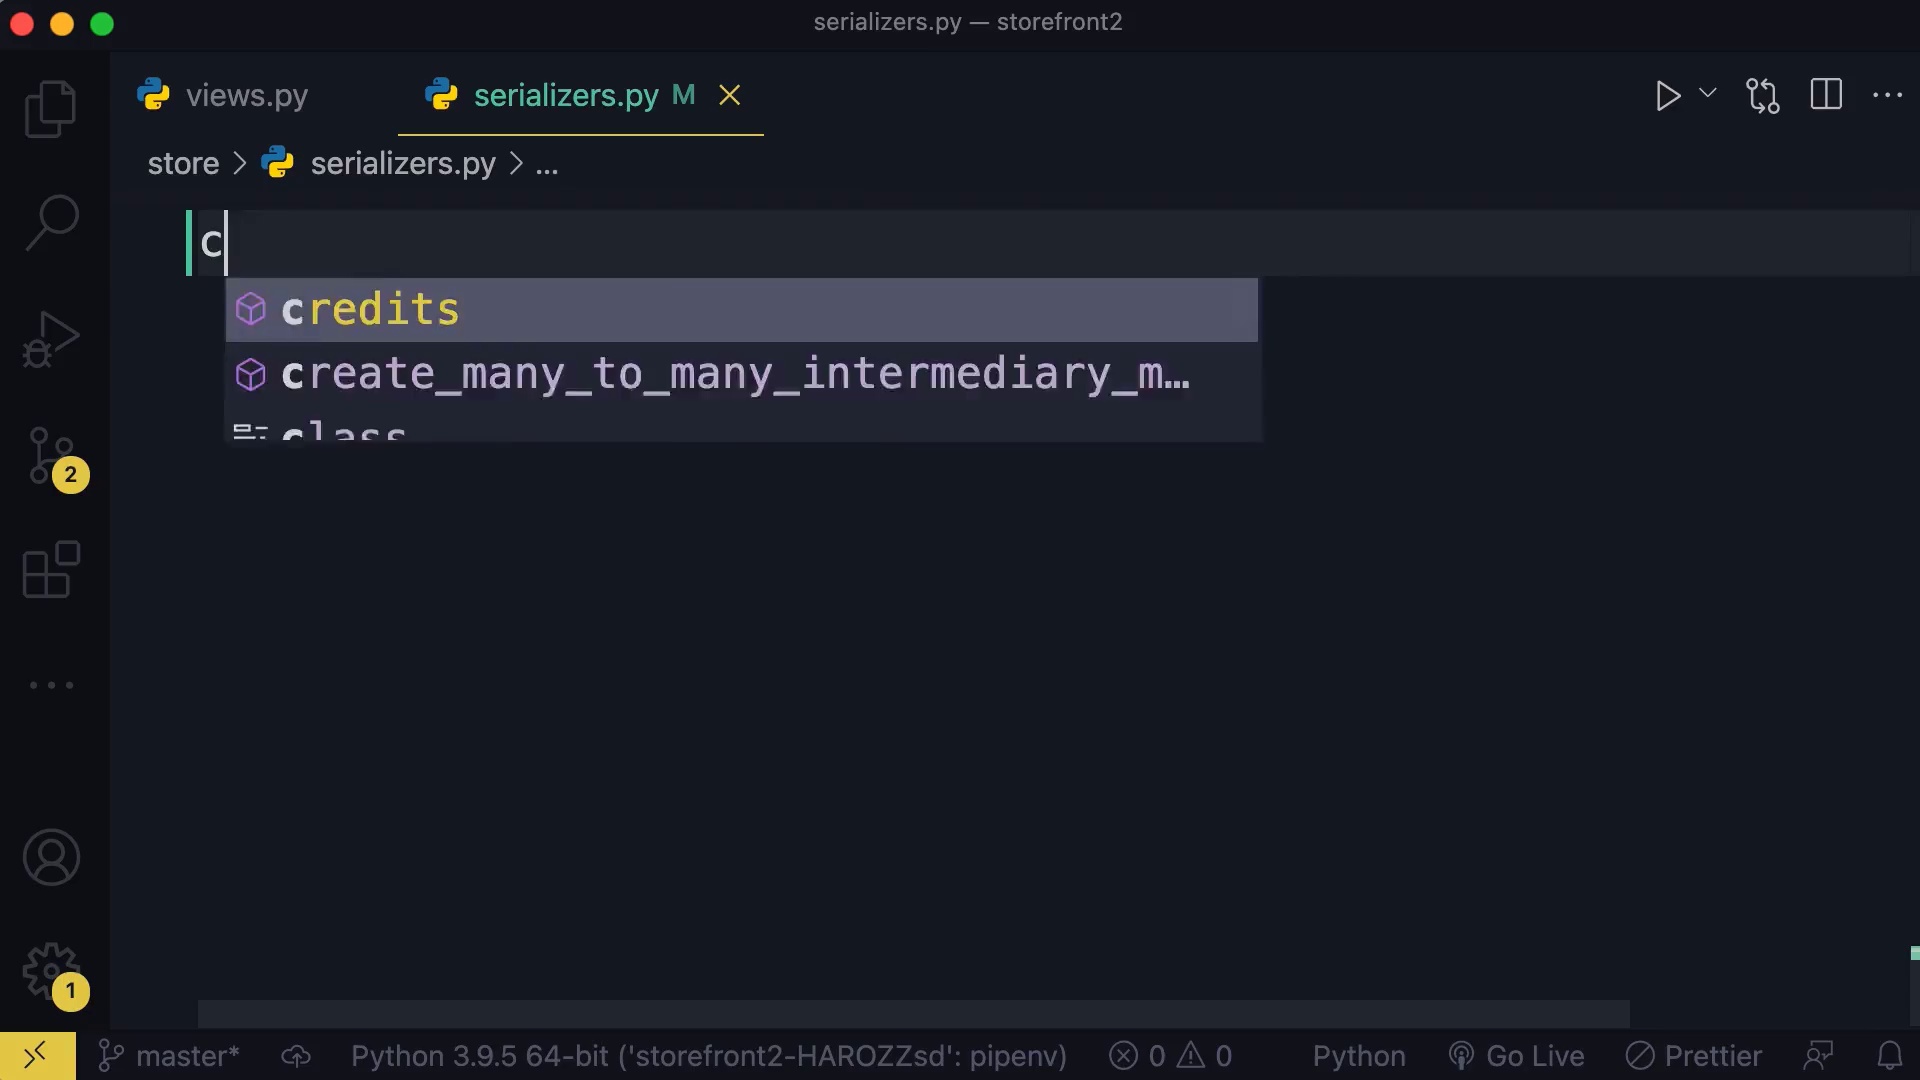 serializers.py — storefront2
views.py
serializers.py M
store > serializers.py > ...
c
credits
create_many_to_many_intermediary_m…
class
2
1
master*
Python 3.9.5 64-bit ('storefront2-HAROZZsd': pipenv)
0 0
Python
Go Live
Prettier